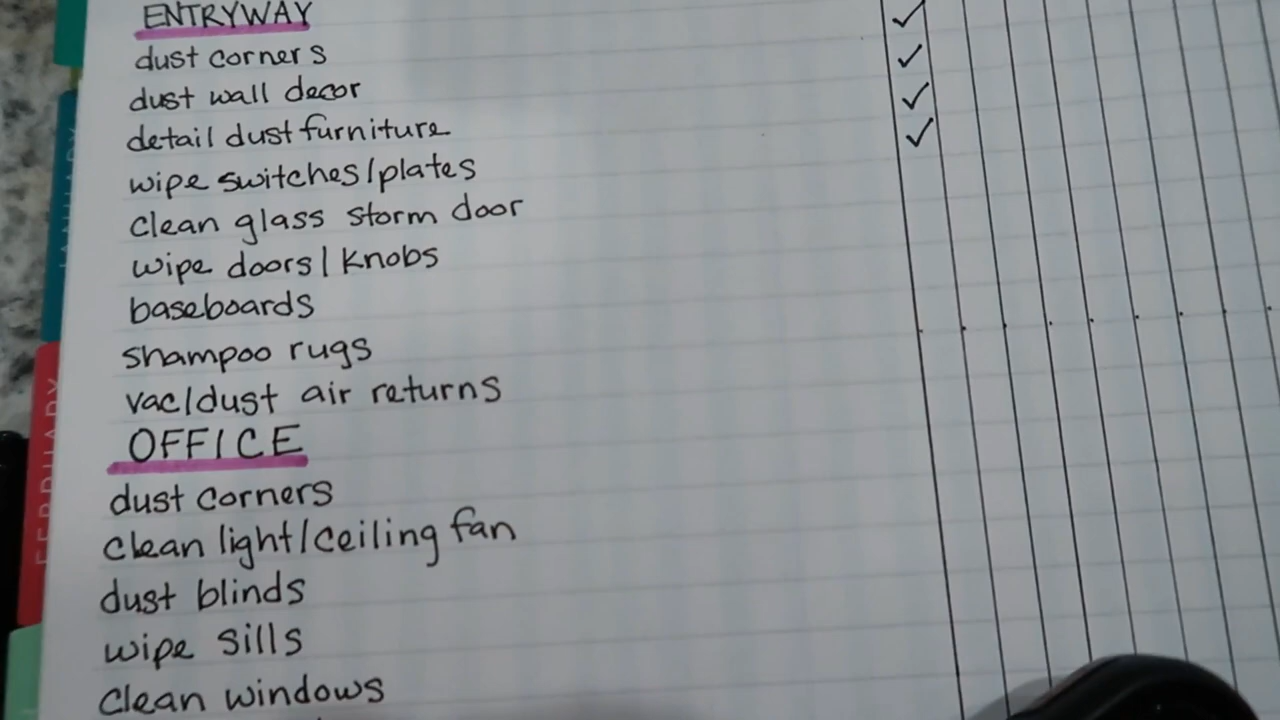 ENTRYWAY
dust corners
dust wall decor
detail dust furniture
wipe switches/plates
clean glass storm door
wipe doors/knobs
baseboards
shampoo rugs
vac/dust air returns
OFFICE
dust corners
clean light/ceiling fan
dust blinds
wipe sills
clean windows
JANUARY
FEBRUARY